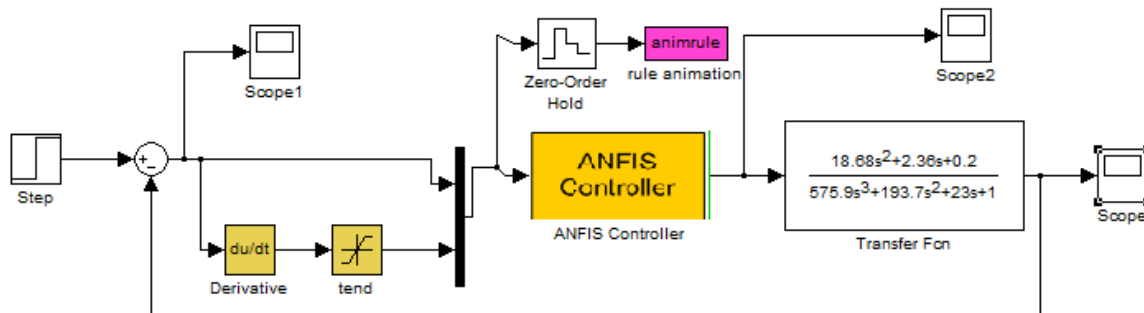 Scope1
Step
+
−
du/dt
Derivative
tend
Zero-Order
Hold
animrule
rule animation
ANFIS
Controller
ANFIS Controller
Scope2
18.68s²+2.36s+0.2
575.9s³+193.7s²+23s+1
Transfer Fcn
Scope